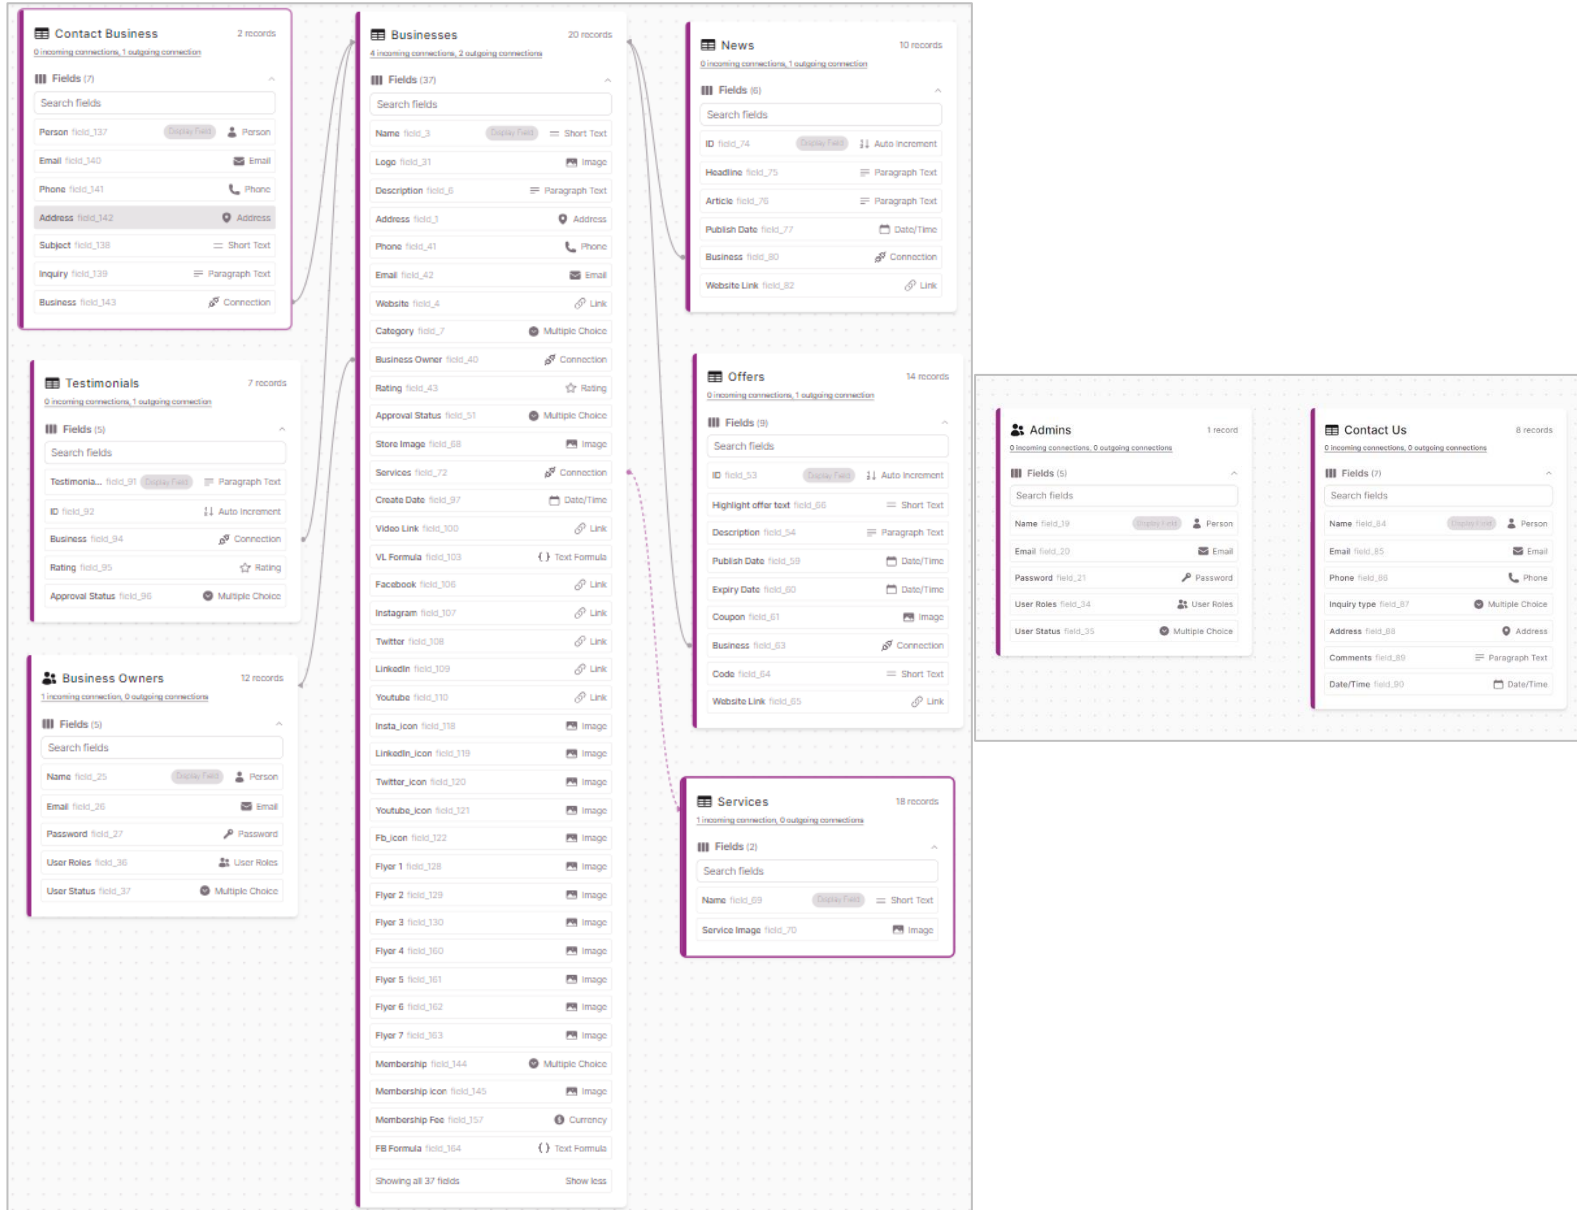 Contact Business 2 records
0 incoming connections, 1 outgoing connection
Fields (7)
Search fields
Person field_137 Display Field Person
Email field_140 Email
Phone field_141 Phone
Address field_142 Address
Subject field_138 Short Text
Inquiry field_139 Paragraph Text
Business field_143 Connection
Testimonials 7 records
0 incoming connections, 1 outgoing connection
Fields (5)
Search fields
Testimonia... field_91 Display Field Paragraph Text
ID field_92 Auto Increment
Business field_94 Connection
Rating field_95 Rating
Approval Status field_96 Multiple Choice
Business Owners 12 records
1 incoming connection, 0 outgoing connections
Fields (5)
Search fields
Name field_25 Display Field Person
Email field_26 Email
Password field_27 Password
User Roles field_36 User Roles
User Status field_37 Multiple Choice
Businesses 20 records
4 incoming connections, 2 outgoing connections
Fields (37)
Search fields
Name field_3 Display Field Short Text
Logo field_31 Image
Description field_6 Paragraph Text
Address field_1 Address
Phone field_41 Phone
Email field_42 Email
Website field_4 Link
Category field_7 Multiple Choice
Business Owner field_40 Connection
Rating field_43 Rating
Approval Status field_51 Multiple Choice
Store Image field_68 Image
Services field_72 Connection
Create Date field_97 Date/Time
Video Link field_100 Link
VL Formula field_103 Text Formula
Facebook field_106 Link
Instagram field_107 Link
Twitter field_108 Link
LinkedIn field_109 Link
Youtube field_110 Link
Insta_icon field_118 Image
LinkedIn_icon field_119 Image
Twitter_icon field_120 Image
Youtube_icon field_121 Image
Fb_icon field_122 Image
Flyer 1 field_128 Image
Flyer 2 field_129 Image
Flyer 3 field_130 Image
Flyer 4 field_160 Image
Flyer 5 field_161 Image
Flyer 6 field_162 Image
Flyer 7 field_163 Image
Membership field_144 Multiple Choice
Membership icon field_145 Image
Membership Fee field_157 Currency
FB Formula field_164 Text Formula
Showing all 37 fields Show less
News 10 records
0 incoming connections, 1 outgoing connection
Fields (6)
Search fields
ID field_74 Display Field Auto Increment
Headline field_75 Paragraph Text
Article field_76 Paragraph Text
Publish Date field_77 Date/Time
Business field_80 Connection
Website Link field_82 Link
Offers 14 records
0 incoming connections, 1 outgoing connection
Fields (9)
Search fields
ID field_53 Display Field Auto Increment
Highlight offer text field_66 Short Text
Description field_54 Paragraph Text
Publish Date field_59 Date/Time
Expiry Date field_60 Date/Time
Coupon field_61 Image
Business field_63 Connection
Code field_64 Short Text
Website Link field_65 Link
Services 18 records
1 incoming connection, 0 outgoing connections
Fields (2)
Search fields
Name field_69 Display Field Short Text
Service Image field_70 Image
Admins 1 record
0 incoming connections, 0 outgoing connections
Fields (5)
Search fields
Name field_19 Display Field Person
Email field_20 Email
Password field_21 Password
User Roles field_34 User Roles
User Status field_35 Multiple Choice
Contact Us 8 records
0 incoming connections, 0 outgoing connections
Fields (7)
Search fields
Name field_84 Display Field Person
Email field_85 Email
Phone field_86 Phone
Inquiry type field_87 Multiple Choice
Address field_88 Address
Comments field_89 Paragraph Text
Date/Time field_90 Date/Time